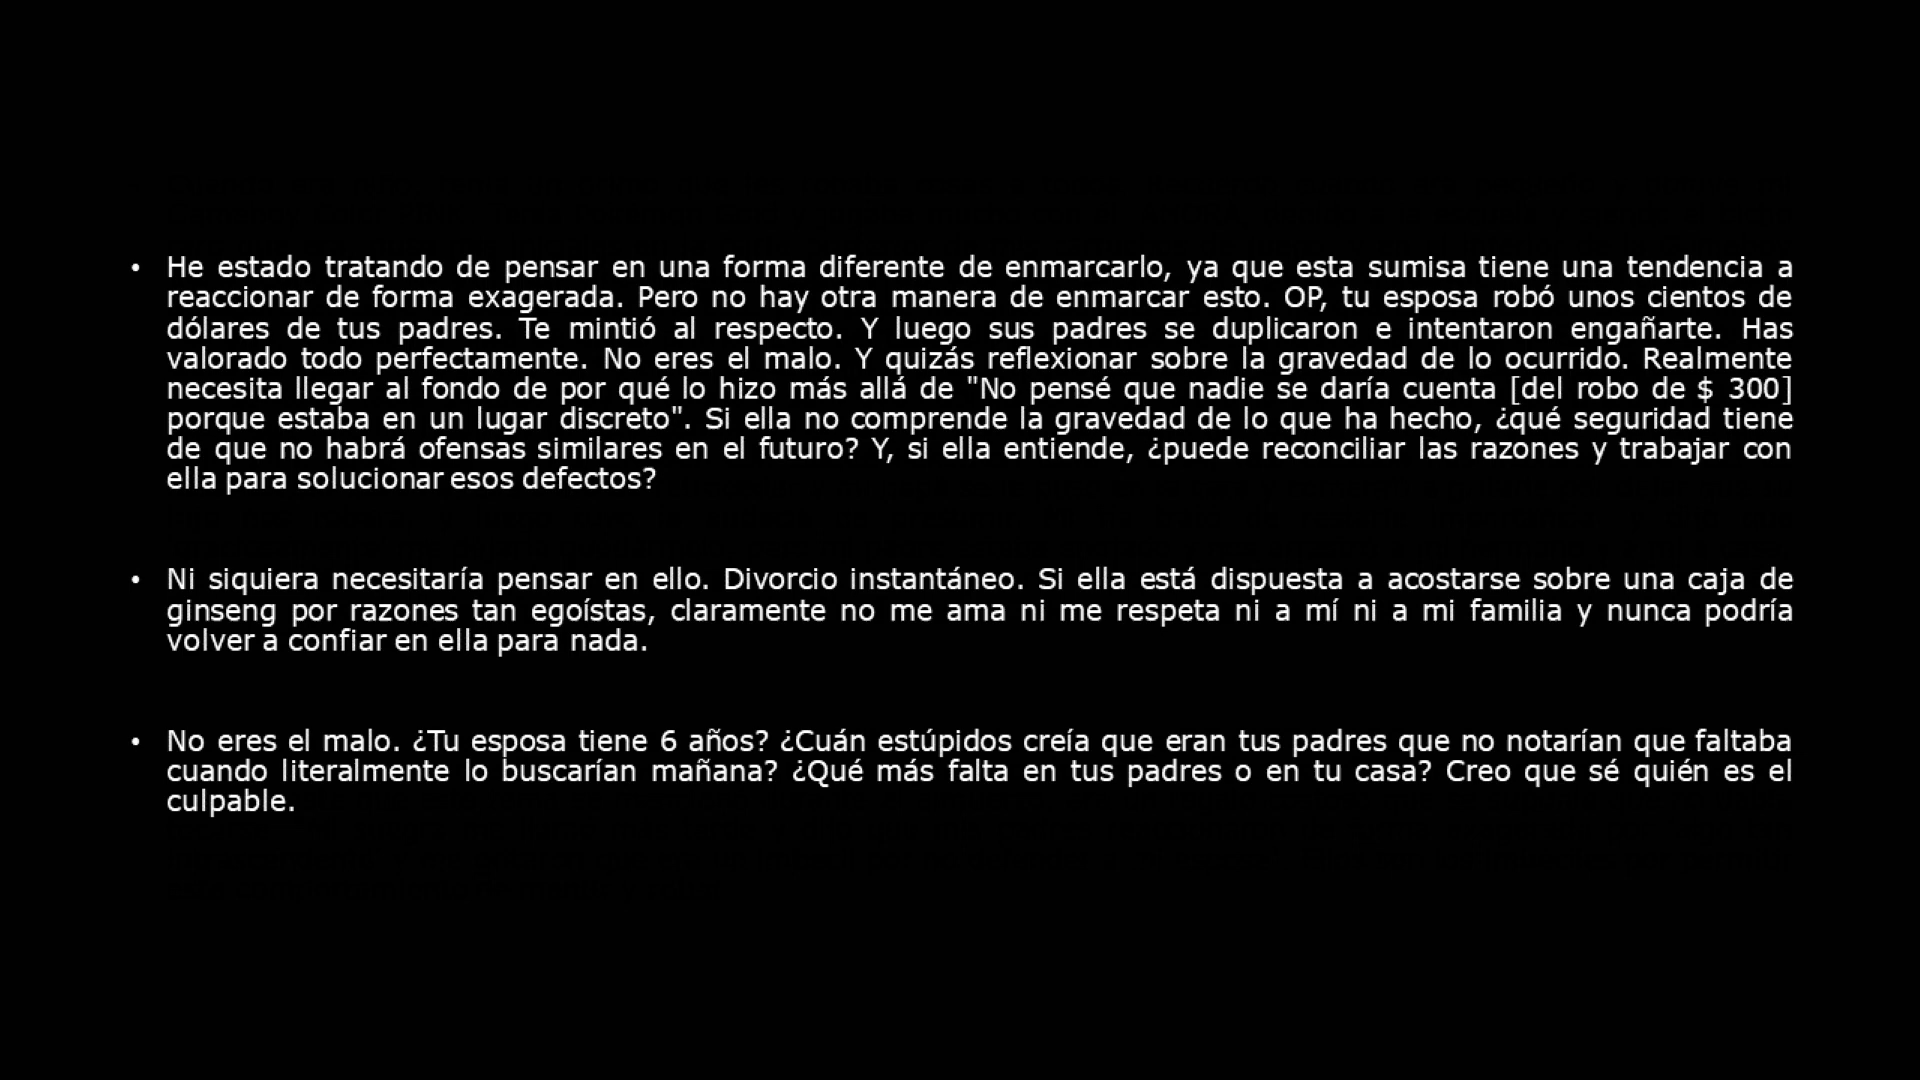 • He estado tratando de pensar en una forma diferente de enmarcarlo, ya que esta sumisa tiene una tendencia a
reaccionar de forma exagerada. Pero no hay otra manera de enmarcar esto. OP, tu esposa robó unos cientos de
dólares de tus padres. Te mintió al respecto. Y luego sus padres se duplicaron e intentaron engañarte. Has
valorado todo perfectamente. No eres el malo. Y quizás reflexionar sobre la gravedad de lo ocurrido. Realmente
necesita llegar al fondo de por qué lo hizo más allá de "No pensé que nadie se daría cuenta [del robo de $ 300]
porque estaba en un lugar discreto". Si ella no comprende la gravedad de lo que ha hecho, ¿qué seguridad tiene
de que no habrá ofensas similares en el futuro? Y, si ella entiende, ¿puede reconciliar las razones y trabajar con
ella para solucionar esos defectos?
• Ni siquiera necesitaría pensar en ello. Divorcio instantáneo. Si ella está dispuesta a acostarse sobre una caja de
ginseng por razones tan egoístas, claramente no me ama ni me respeta ni a mí ni a mi familia y nunca podría
volver a confiar en ella para nada.
• No eres el malo. ¿Tu esposa tiene 6 años? ¿Cuán estúpidos creía que eran tus padres que no notarían que faltaba
cuando literalmente lo buscarían mañana? ¿Qué más falta en tus padres o en tu casa? Creo que sé quién es el
culpable.